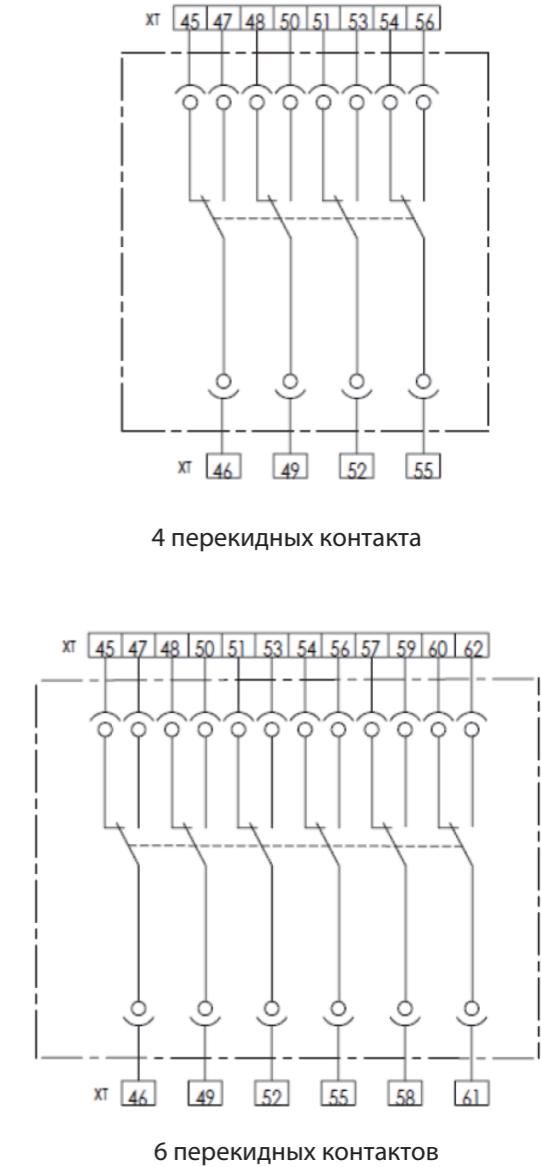 XT 45 47 48 50 51 53 54 56
XT 46 49 52 55
4 перекидных контакта
XT 45 47 48 50 51 53 54 56 57 59 60 62
XT 46 49 52 55 58 61
6 перекидных контактов